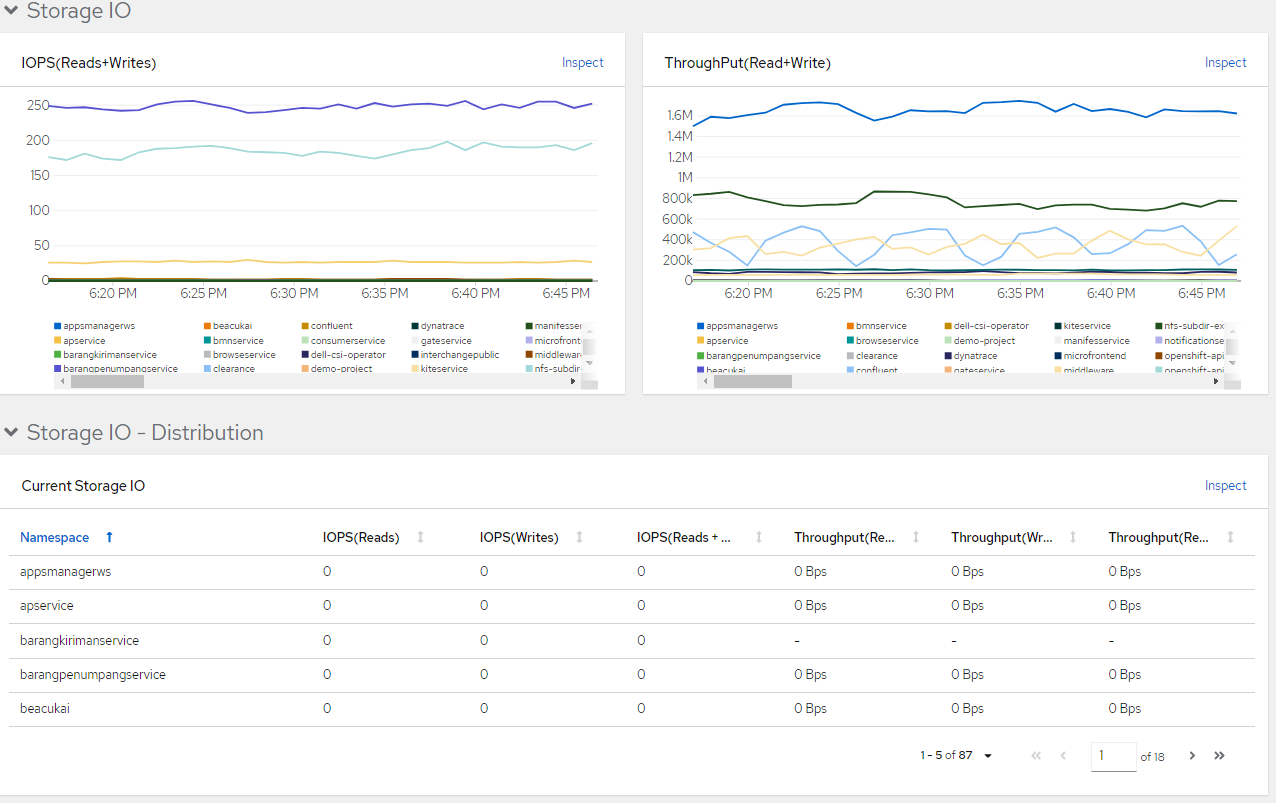 Storage IO
IOPS(Reads+Writes)
Inspect
250
200
150
100
50
0
6:20 PM 6:25 PM 6:30 PM 6:35 PM 6:40 PM 6:45 PM
appsmanagerws beacukai confluent dynatrace manifesser
apservice bmnservice consumerservice gateservice microfront
barangkirimanservice browseservice dell-csi-operator interchangepublic middleware
barangpenumpangservice clearance demo-project kiteservice nfs-subdir-
ThroughPut(Read+Write)
Inspect
1.6M
1.4M
1.2M
1M
800k
600k
400k
200k
0
6:20 PM 6:25 PM 6:30 PM 6:35 PM 6:40 PM 6:45 PM
appsmanagerws bmnservice dell-csi-operator kiteservice nfs-subdir-ex
apservice browseservice demo-project manifesservice notificationse
barangpenumpangservice clearance dynatrace microfrontend openshift-api
beacukai confluent gateservice middleware openshift-api
Storage IO - Distribution
Current Storage IO
Inspect
Namespace IOPS(Reads) IOPS(Writes) IOPS(Reads + ... Throughput(Re... Throughput(Wr... Throughput(Re...
appsmanagerws 0 0 0 0 Bps 0 Bps 0 Bps
apservice 0 0 0 0 Bps 0 Bps 0 Bps
barangkirimanservice 0 0 0 - - -
barangpenumpangservice 0 0 0 0 Bps 0 Bps 0 Bps
beacukai 0 0 0 0 Bps 0 Bps 0 Bps
1 - 5 of 87 1 of 18